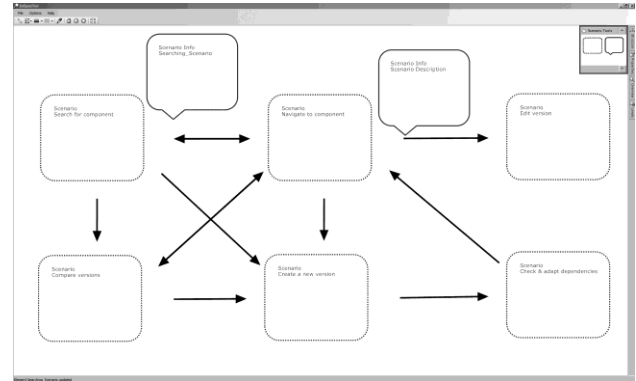 File Options Help
Scenario Tools
Scenario Info
Searching_Scenario
Scenario Info
Scenario Description
Scenario
Search for component
Scenario
Navigate to component
Scenario
Edit version
Scenario
Compare versions
Scenario
Create a new version
Scenario
Check & adapt dependencies